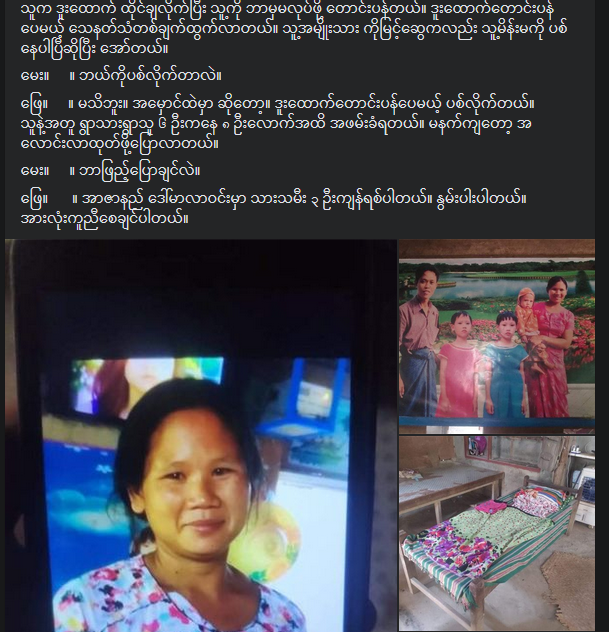 သူက ဒူးထောက် ထိုင်ချလိုက်ပြီး သူ့ကို ဘာမှမလုပ်ဖို့ တောင်းပန်တယ်။ ဒူးထောက်တောင်းပန်
ပေမယ့် သေနတ်သံတစ်ချက်ထွက်လာတယ်။ သူ့အမျိုးသား ကိုမြင့်ဆွေကလည်း သူ့မိန်းမကို ပစ်
နေပါပြီဆိုပြီး အော်တယ်။
မေး။ ။ ဘယ်ကိုပစ်လိုက်တာလဲ။
ဖြေ။ ။ မသိဘူး။ အမှောင်ထဲမှာ ဆိုတော့။ ဒူးထောက်တောင်းပန်ပေမယ့် ပစ်လိုက်တယ်။
သူနဲ့အတူ ရွာသားရွာသူ ၆ ဦးကနေ ၈ ဦးလောက်အထိ အဖမ်းခံရတယ်။ မနက်ကျတော့ အ
လောင်းလာထုတ်ဖို့ပြောလာတယ်။
မေး။ ။ ဘာဖြည့်ပြောချင်လဲ။
ဖြေ။ ။ အာဇာနည် ဒေါ်မာလာဝင်းမှာ သားသမီး ၃ ဦးကျန်ရစ်ပါတယ်။ နွမ်းပါးပါတယ်။
အားလုံးကူညီစေချင်ပါတယ်။